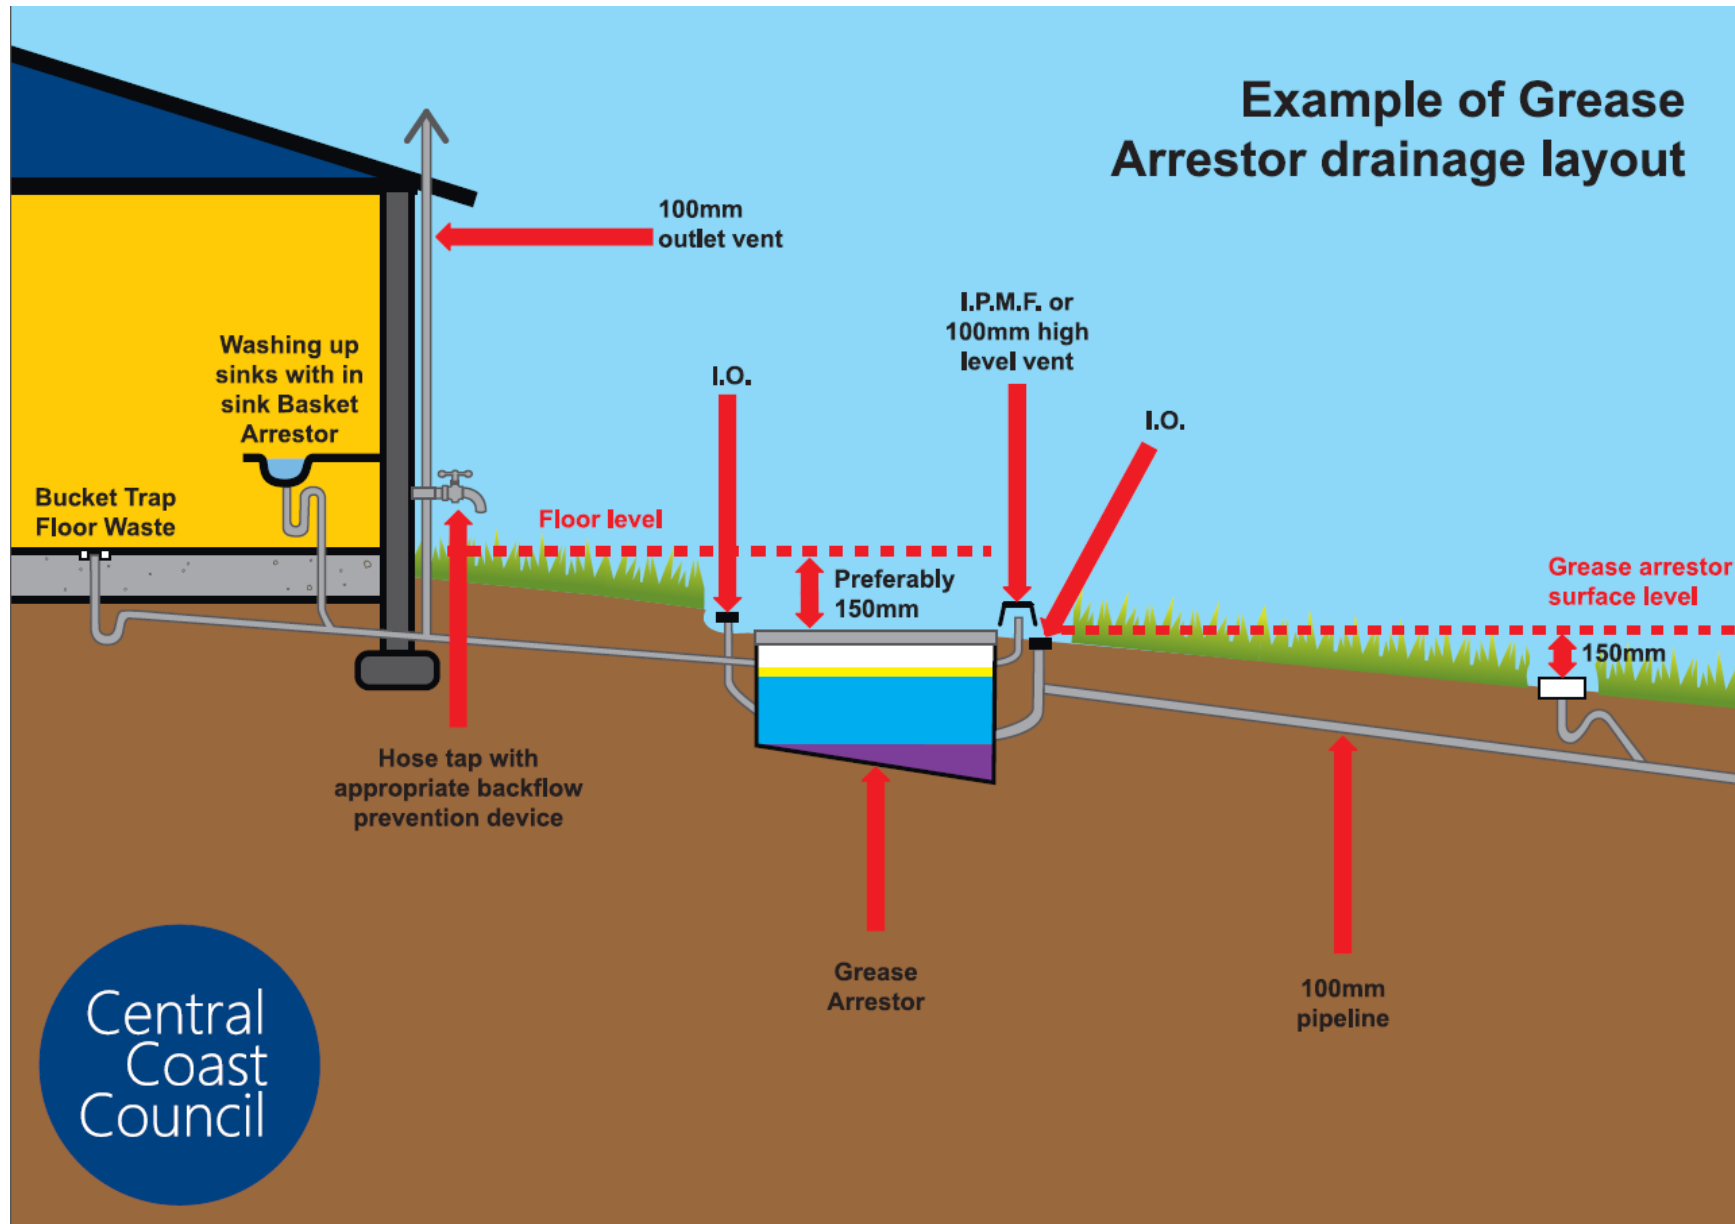 Example of Grease
Arrestor drainage layout
100mm
outlet vent
I.P.M.F. or
100mm high
level vent
Washing up
sinks with in
sink Basket
Arrestor
I.O.
I.O.
Bucket Trap
Floor Waste
Floor level
Preferably
150mm
Grease arrestor
surface level
150mm
Hose tap with
appropriate backflow
prevention device
Grease
Arrestor
100mm
pipeline
Central
Coast
Council